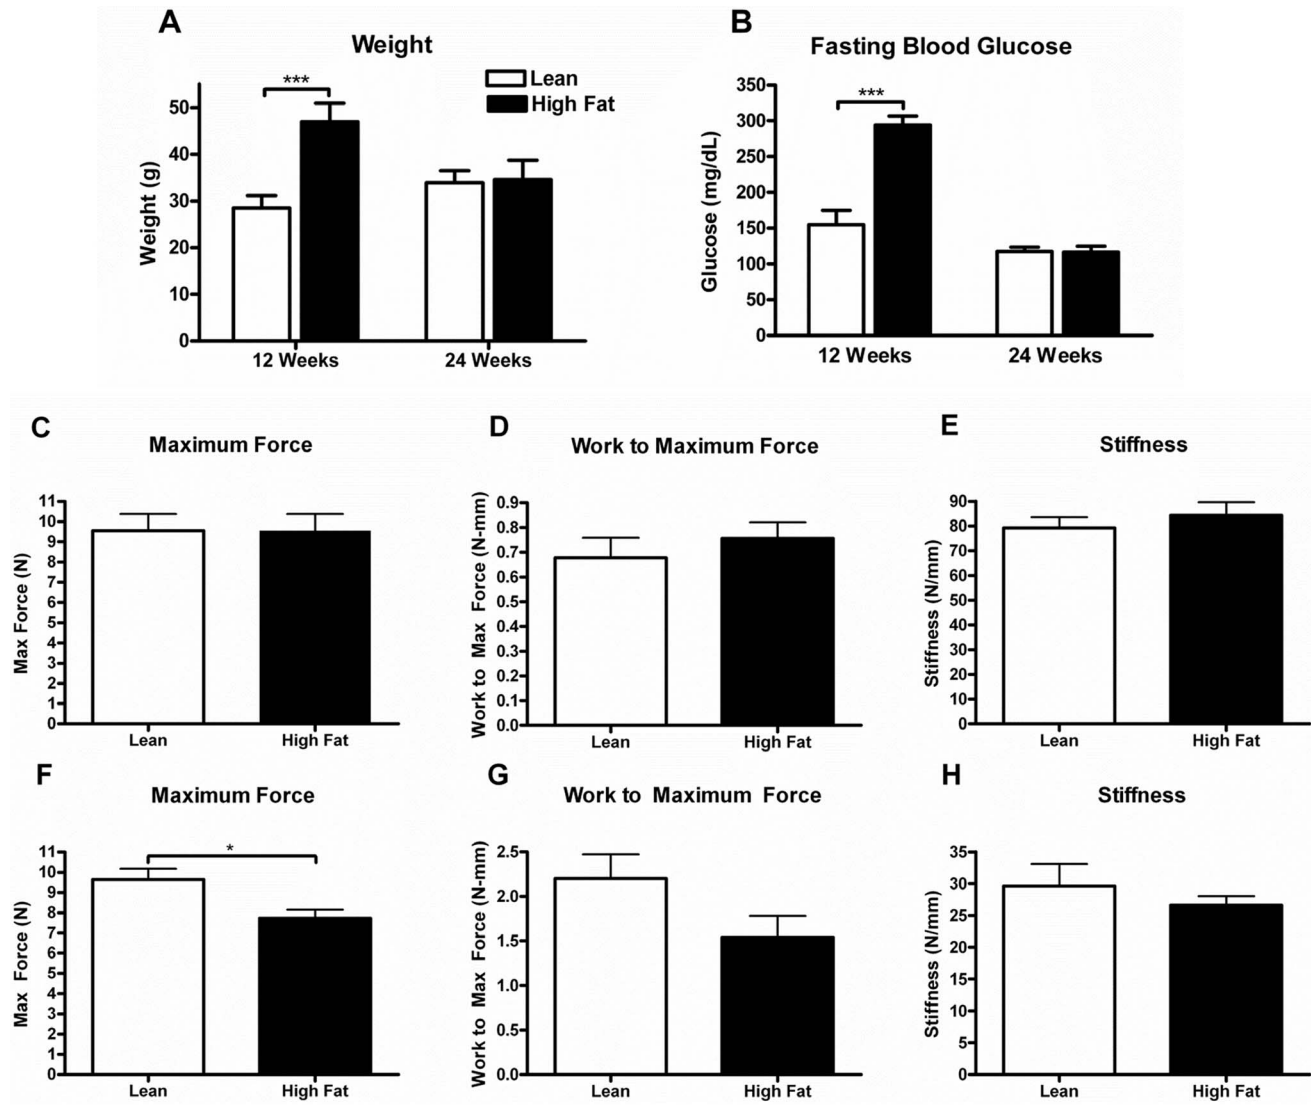 A
Weight
Lean
High Fat
***
Weight (g)
50
40
30
20
10
0
12 Weeks
24 Weeks
B
Fasting Blood Glucose
***
Glucose (mg/dL)
350
300
250
200
150
100
50
0
12 Weeks
24 Weeks
C
Maximum Force
Max Force (N)
11
10
9
8
7
6
5
4
3
2
1
0
Lean
High Fat
D
Work to Maximum Force
Work to Max Force (N-mm)
0.9
0.8
0.7
0.6
0.5
0.4
0.3
0.2
0.1
0.0
Lean
High Fat
E
Stiffness
Stiffness (N/mm)
90
80
70
60
50
40
30
20
10
0
Lean
High Fat
F
Maximum Force
*
Max Force (N)
11
10
9
8
7
6
5
4
3
2
1
0
Lean
High Fat
G
Work to Maximum Force
Work to Max Force (N-mm)
2.5
2.0
1.5
1.0
0.5
0.0
Lean
High Fat
H
Stiffness
Stiffness (N/mm)
35
30
25
20
15
10
5
0
Lean
High Fat